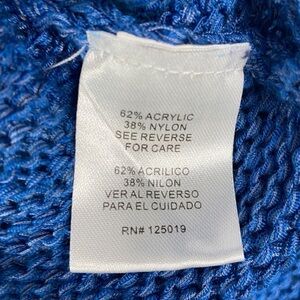 62% ACRYLIC
38% NYLON
SEE REVERSE
FOR CARE
62% ACRILICO
38% NILON
VER AL REVERSO
PARA EL CUIDADO
RN# 125019